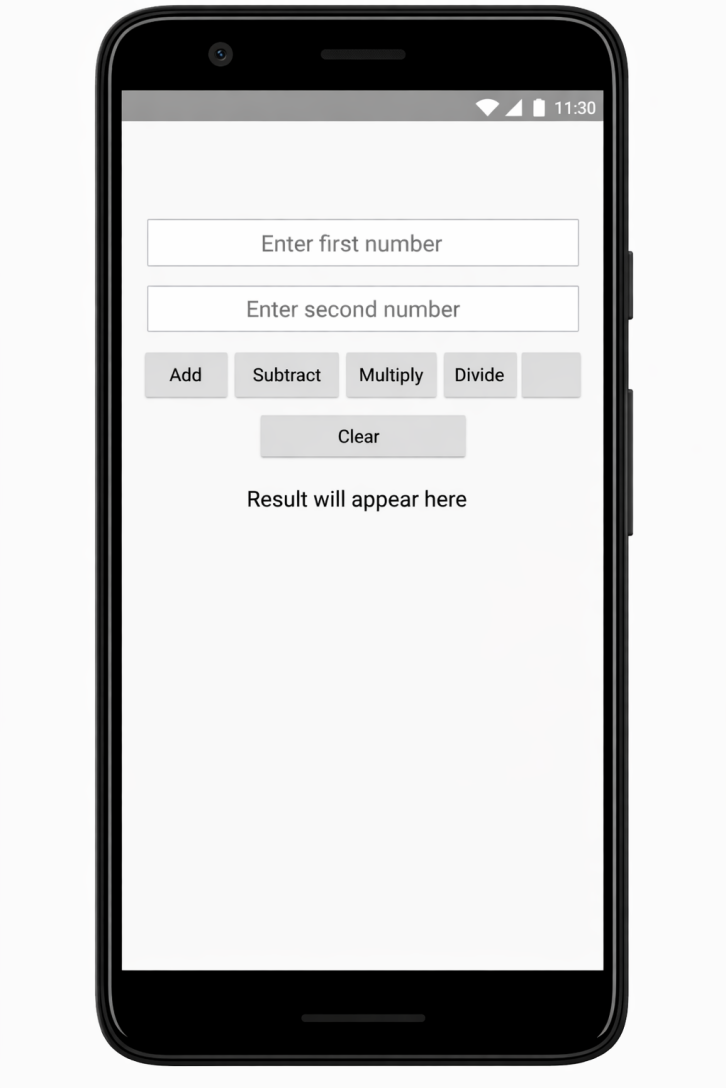 11:30
Enter first number
Enter second number
Add Subtract Multiply Divide
Clear
Result will appear here